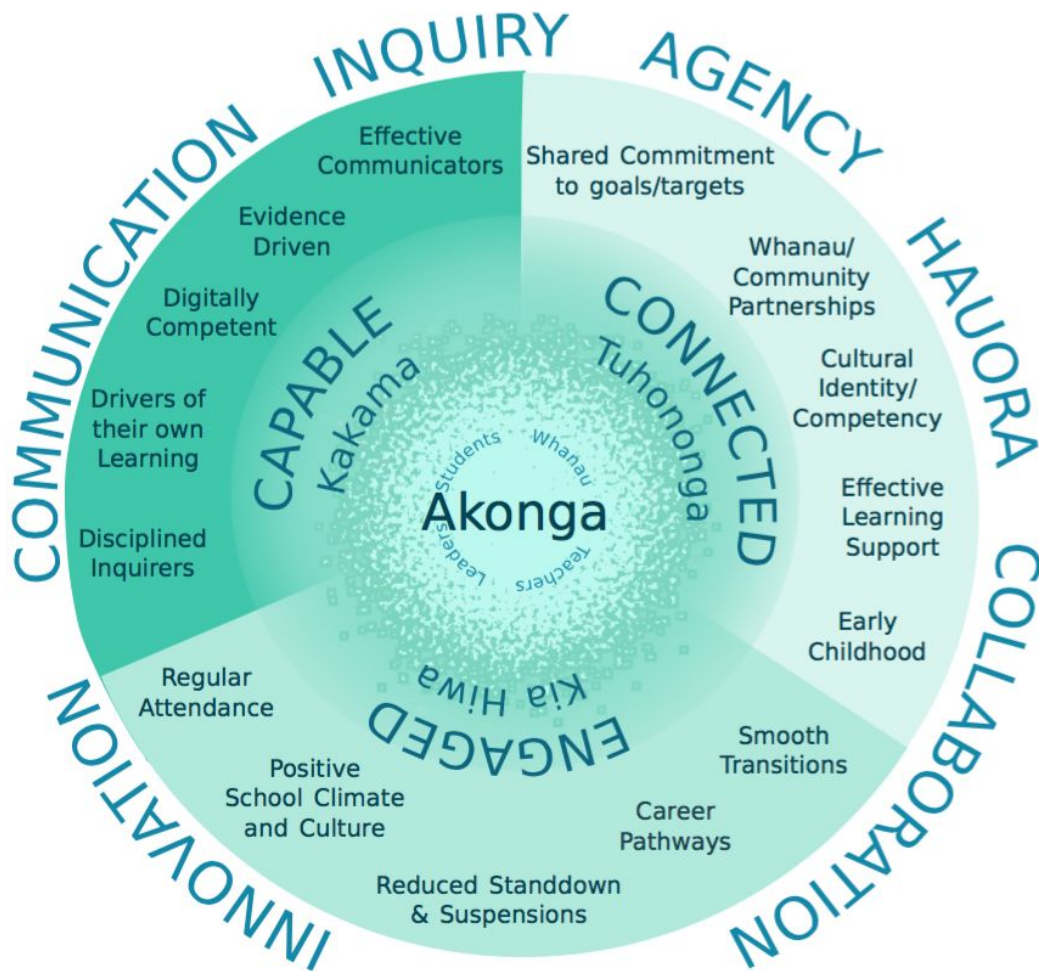 COMMUNICATION
INQUIRY
AGENCY
HAUORA
COLLABORATION
INNOVATION
CAPABLE
Kakama
Effective
Communicators
Evidence
Driven
Digitally
Competent
Drivers of
their own
Learning
Disciplined
Inquirers
CONNECTED
Tuhononga
Shared Commitment
to goals/targets
Whanau/
Community
Partnerships
Cultural
Identity/
Competency
Effective
Learning
Support
Early
Childhood
ENGAGED
Kia Hiwa
Smooth
Transitions
Career
Pathways
Reduced Standdown
& Suspensions
Positive
School Climate
and Culture
Regular
Attendance
Akonga
Students
Whanau
Teachers
Leaders